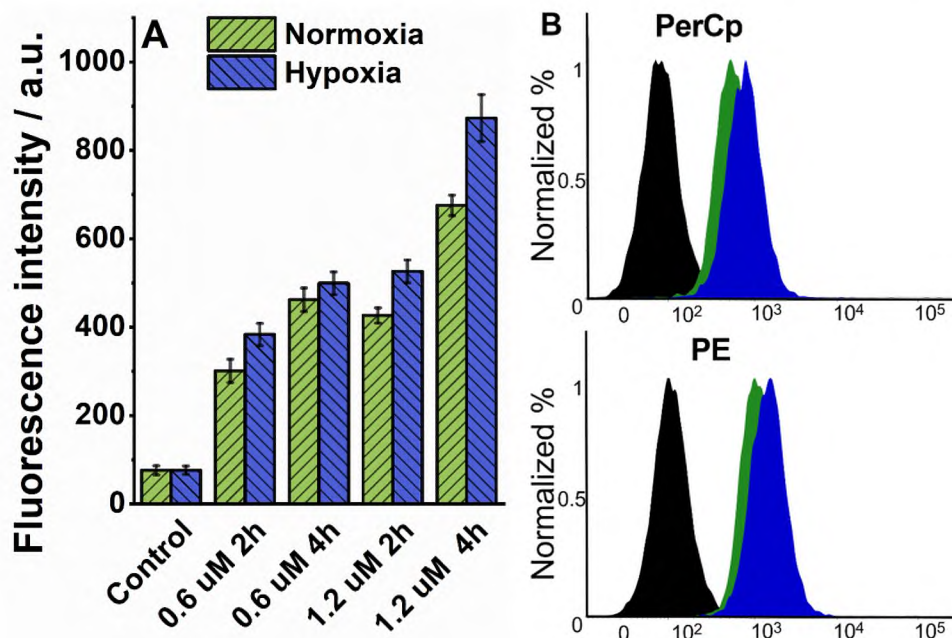 A
Normoxia
Hypoxia
Fluorescence intensity / a.u.
1000
800
600
400
200
0
Control
0.6 uM 2h
0.6 uM 4h
1.2 uM 2h
1.2 uM 4h
B
PerCp
Normalized %
1
0.5
0
0 10² 10³ 10⁴ 10⁵
PE
Normalized %
1
0.5
0
0 10² 10³ 10⁴ 10⁵